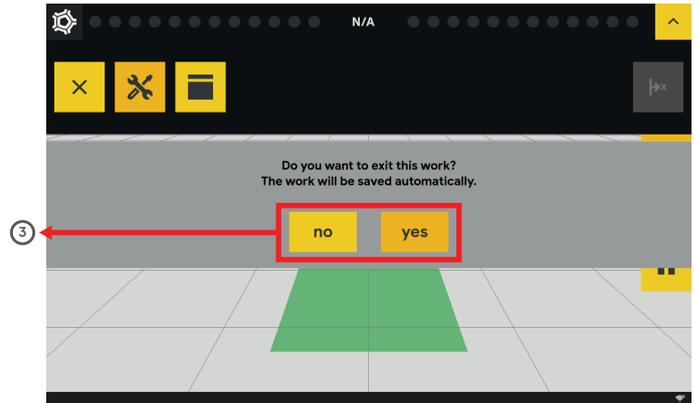 N/A
Do you want to exit this work?
The work will be saved automatically.
3
no
yes